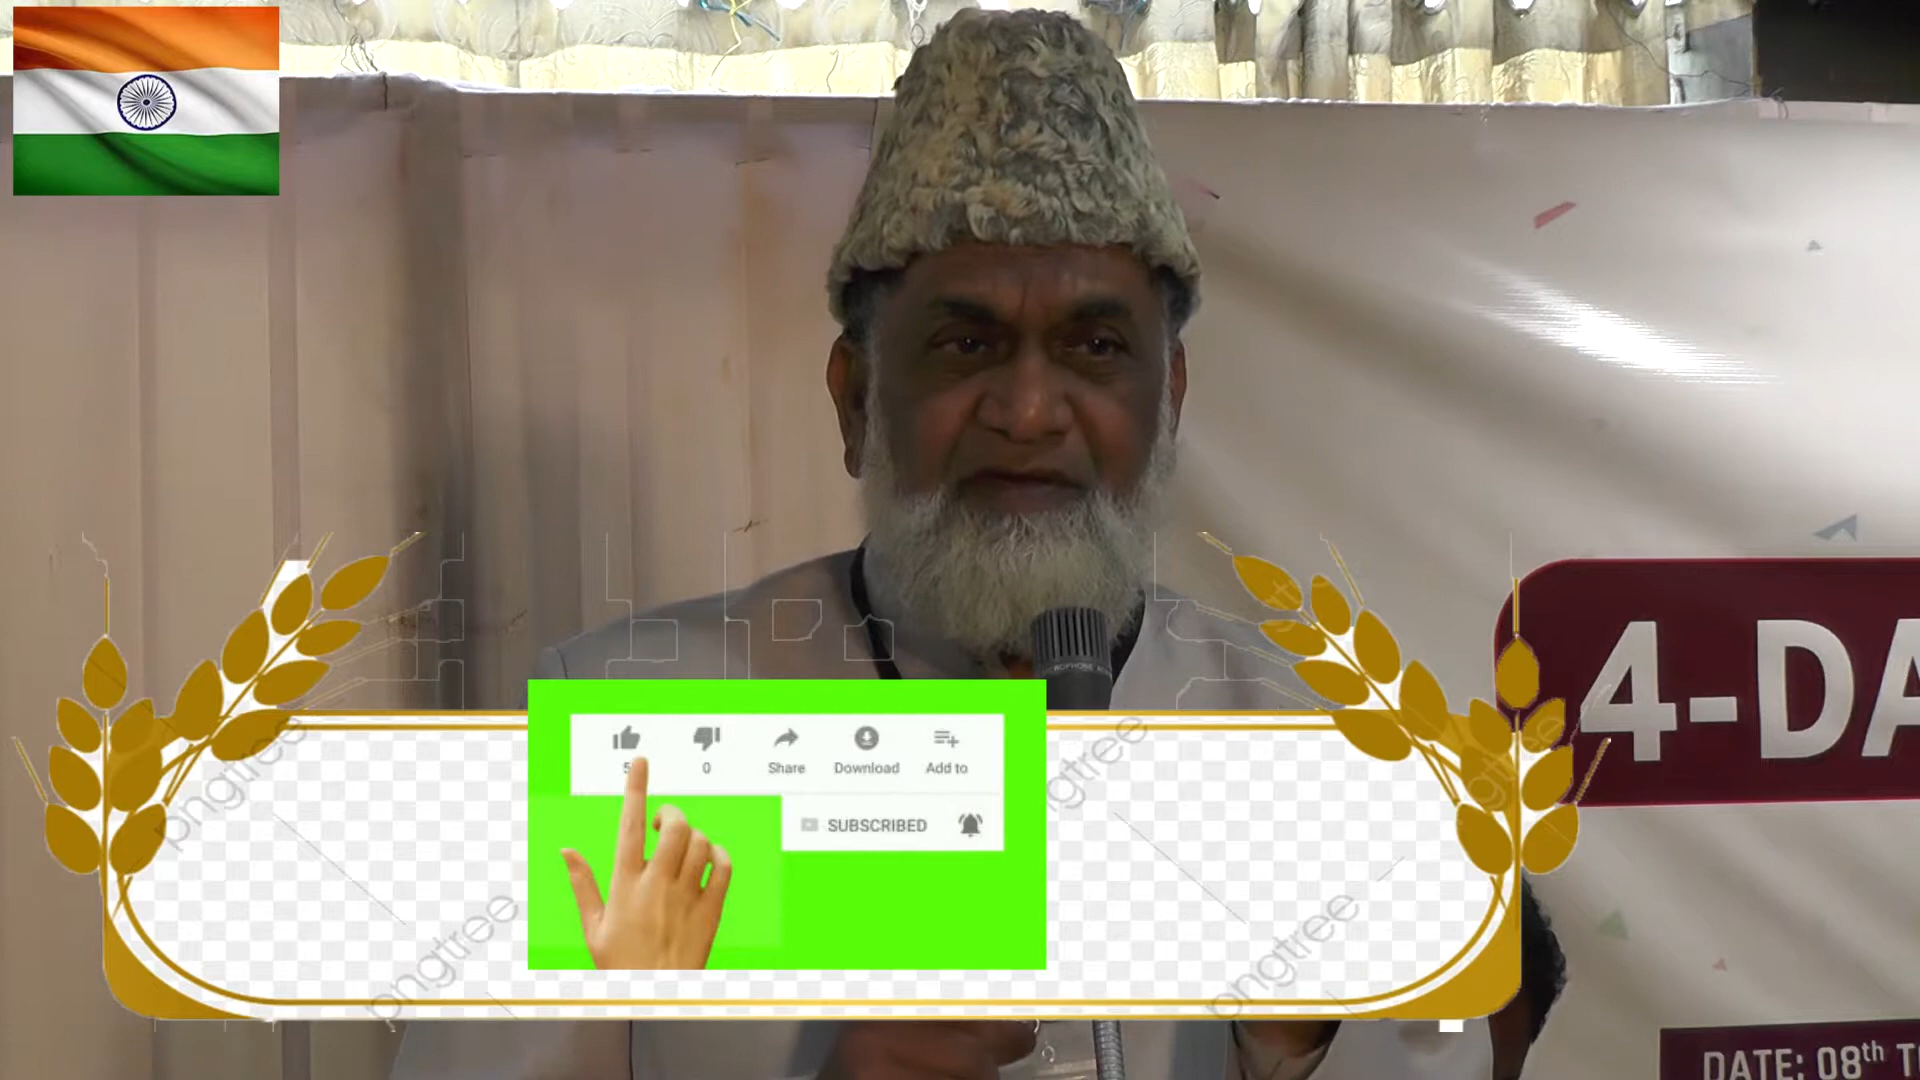 4-DA
0 Share Download Add to
SUBSCRIBED
pngtree
pngtree
pngtree
pngtree
DATE: 08th T